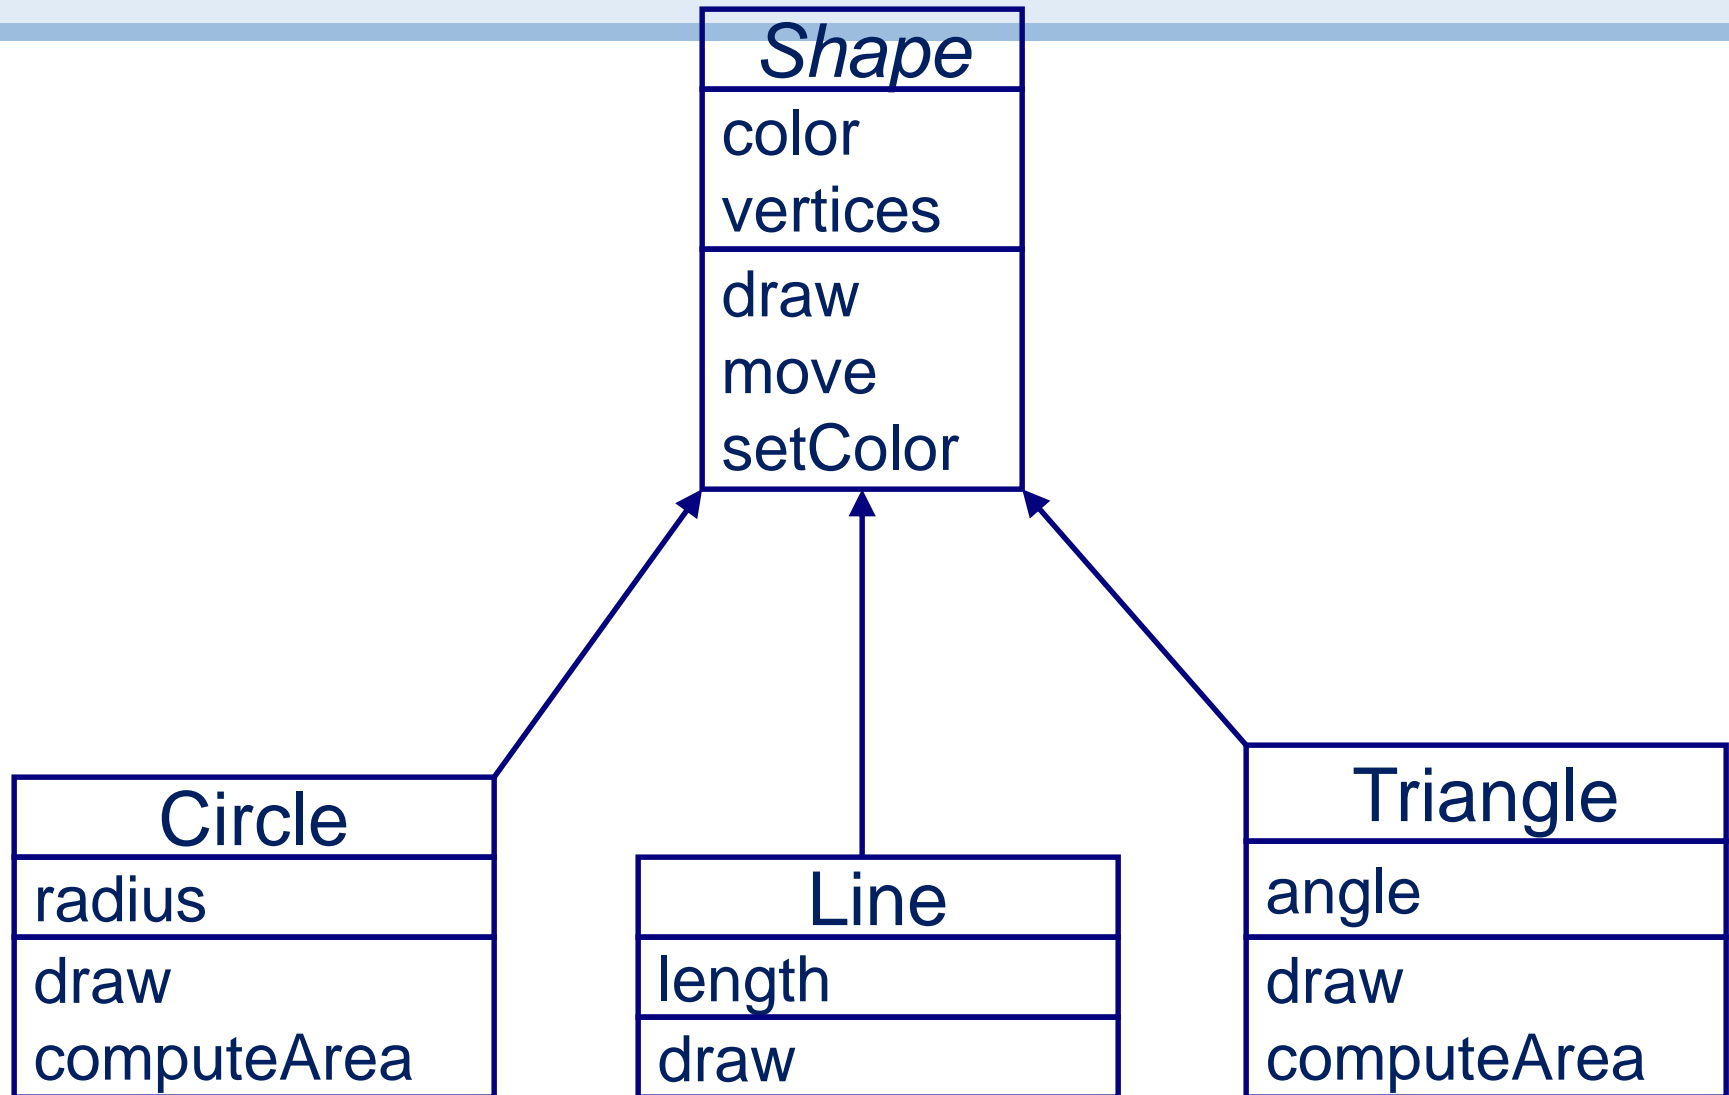 Shape
color
vertices
draw
move
setColor
Circle
radius
draw
computeArea
Line
length
draw
Triangle
angle
draw
computeArea